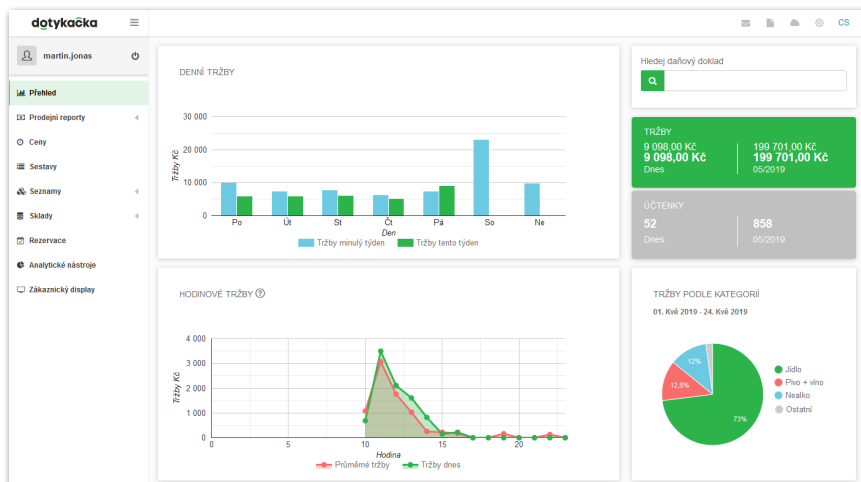 dotykačka
CS
martin.jonas
Přehled
Prodejní reporty
Ceny
Sestavy
Seznamy
Sklady
Rezervace
Analytické nástroje
Zákaznický display
DENNÍ TRŽBY
Tržby Kč
30 000
20 000
10 000
0
Po Út St Čt Pá So Ne
Den
Tržby minulý týden Tržby tento týden
HODINOVÉ TRŽBY
Tržby Kč
4 000
3 000
2 000
1 000
0
0 5 10 15 20
Hodina
Průměrné tržby Tržby dnes
Hledej daňový doklad
TRŽBY
9 098,00 Kč 199 701,00 Kč
9 098,00 Kč 199 701,00 Kč
Dnes 05/2019
ÚČTENKY
52 858
Dnes 05/2019
TRŽBY PODLE KATEGORIÍ
01. Kvě 2019 - 24. Kvě 2019
12%
12,6%
73%
Jídlo
Pivo + víno
Nealko
Ostatní